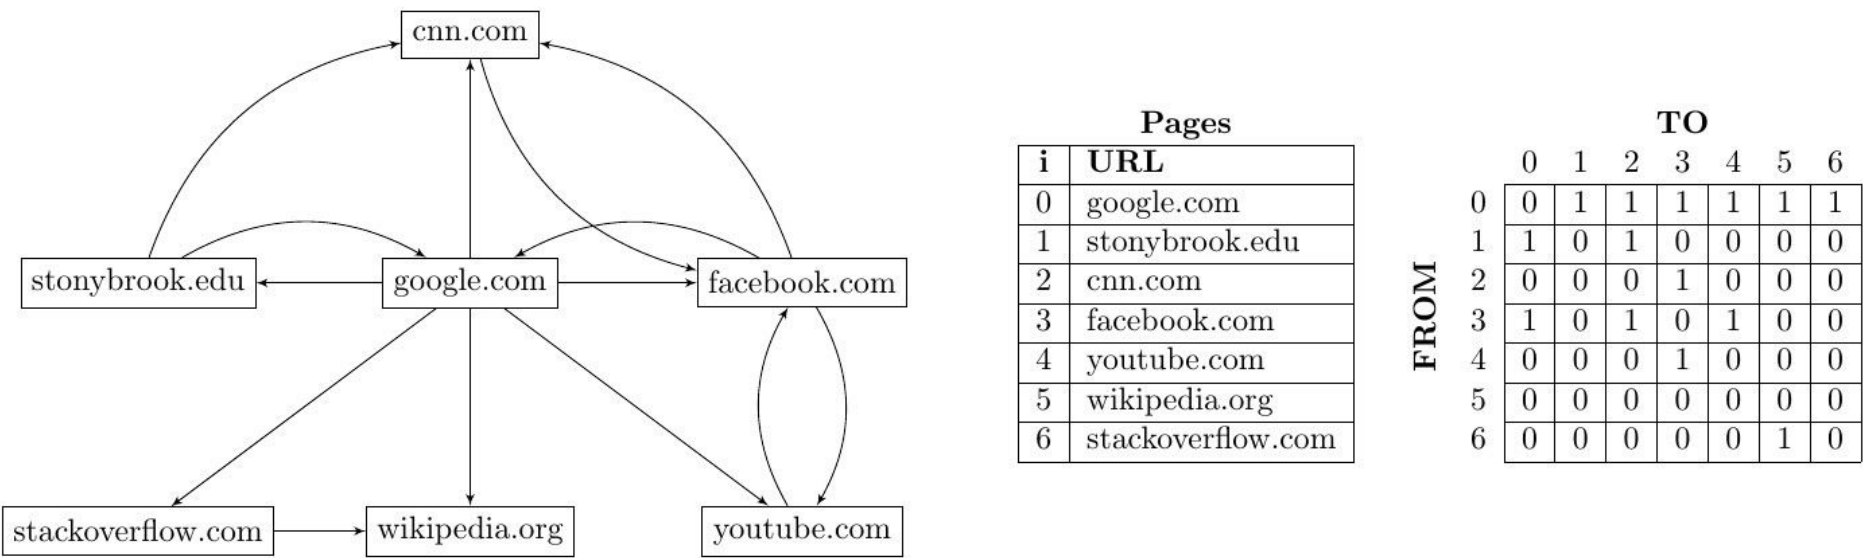 cnn.com
stonybrook.edu
google.com
facebook.com
stackoverflow.com
wikipedia.org
youtube.com
Pages
i URL
0 google.com
1 stonybrook.edu
2 cnn.com
3 facebook.com
4 youtube.com
5 wikipedia.org
6 stackoverflow.com
TO
0 1 2 3 4 5 6
FROM
0 0 1 1 1 1 1 1
1 1 0 1 0 0 0 0
2 0 0 0 1 0 0 0
3 1 0 1 0 1 0 0
4 0 0 0 1 0 0 0
5 0 0 0 0 0 0 0
6 0 0 0 0 0 1 0